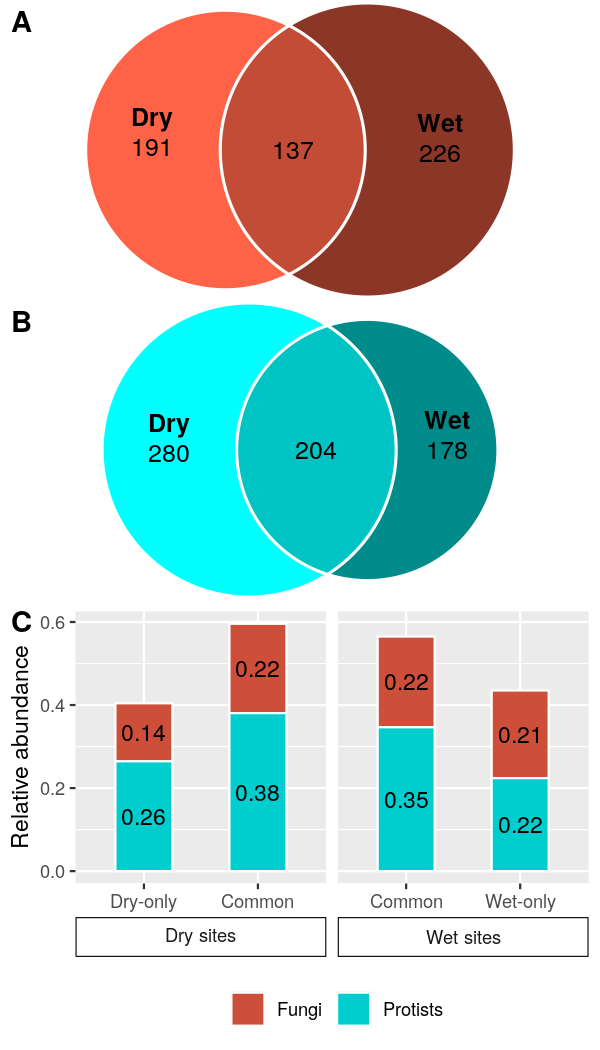 A
Dry
191
137
Wet
226
B
Dry
280
204
Wet
178
C
Relative abundance
0.6
0.4
0.2
0.0
0.14
0.26
0.22
0.38
0.22
0.35
0.21
0.22
Dry-only
Common
Common
Wet-only
Dry sites
Wet sites
Fungi
Protists